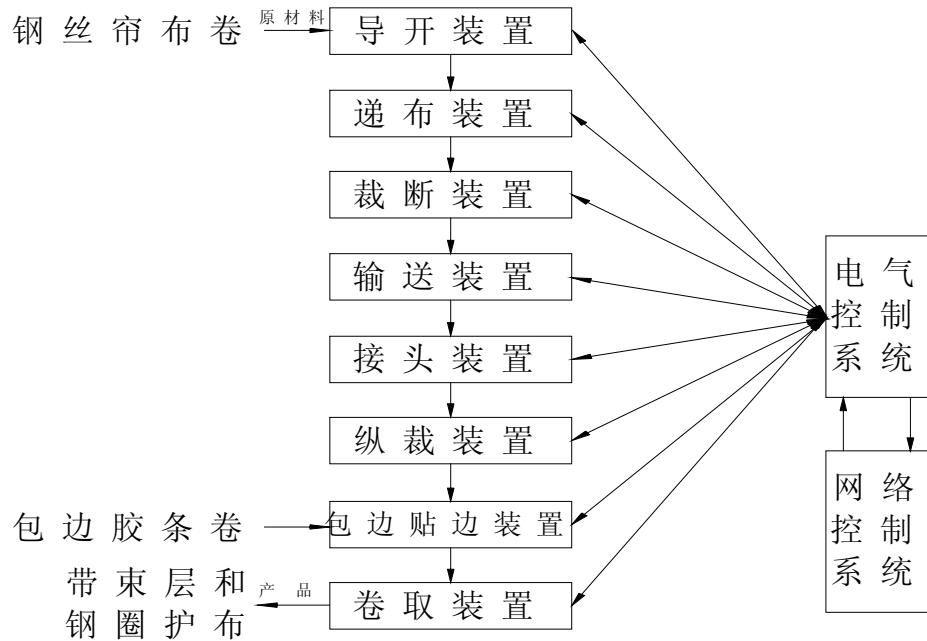 钢丝帘布卷
原材料
导开装置
递布装置
裁断装置
输送装置
接头装置
纵裁装置
包边胶条卷
包边贴边装置
带束层和
钢圈护布
产品
卷取装置
电气
控制
系统
网络
控制
系统